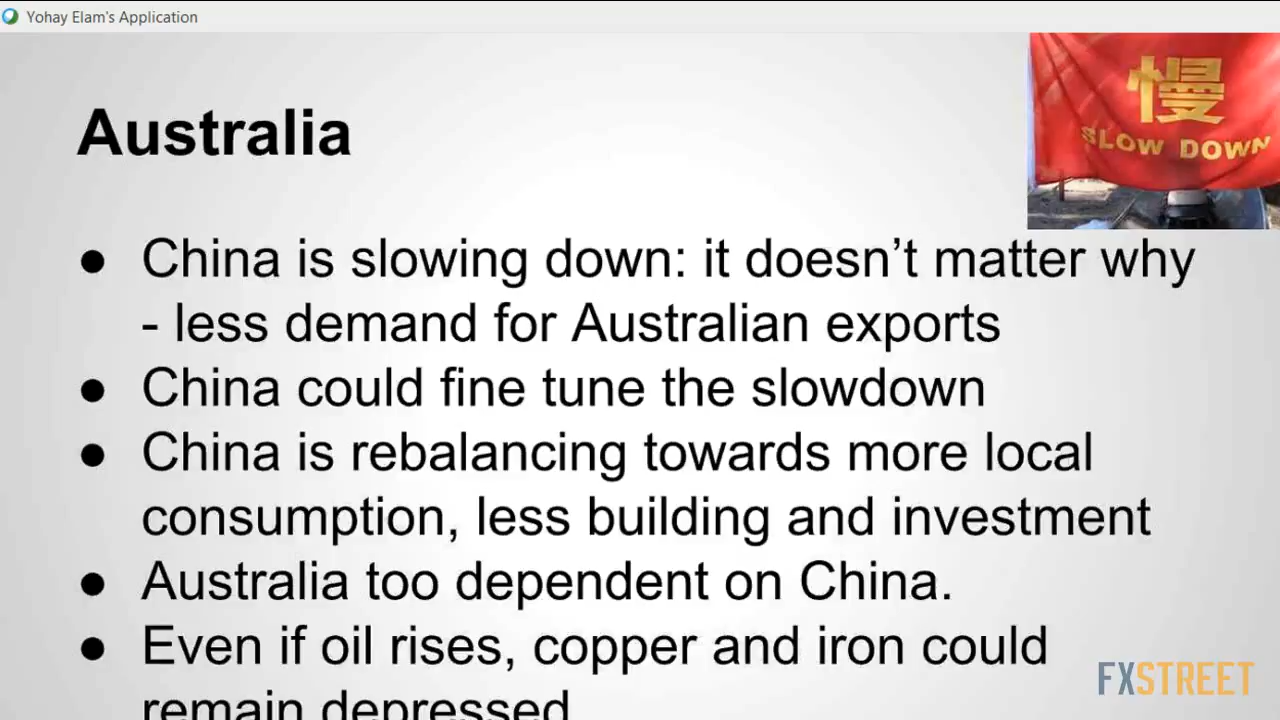 Yohay Elam's Application
慢
SLOW DOWN
Australia
● China is slowing down: it doesn’t matter why
- less demand for Australian exports
● China could fine tune the slowdown
● China is rebalancing towards more local
consumption, less building and investment
● Australia too dependent on China.
● Even if oil rises, copper and iron could
remain depressed
FXSTREET